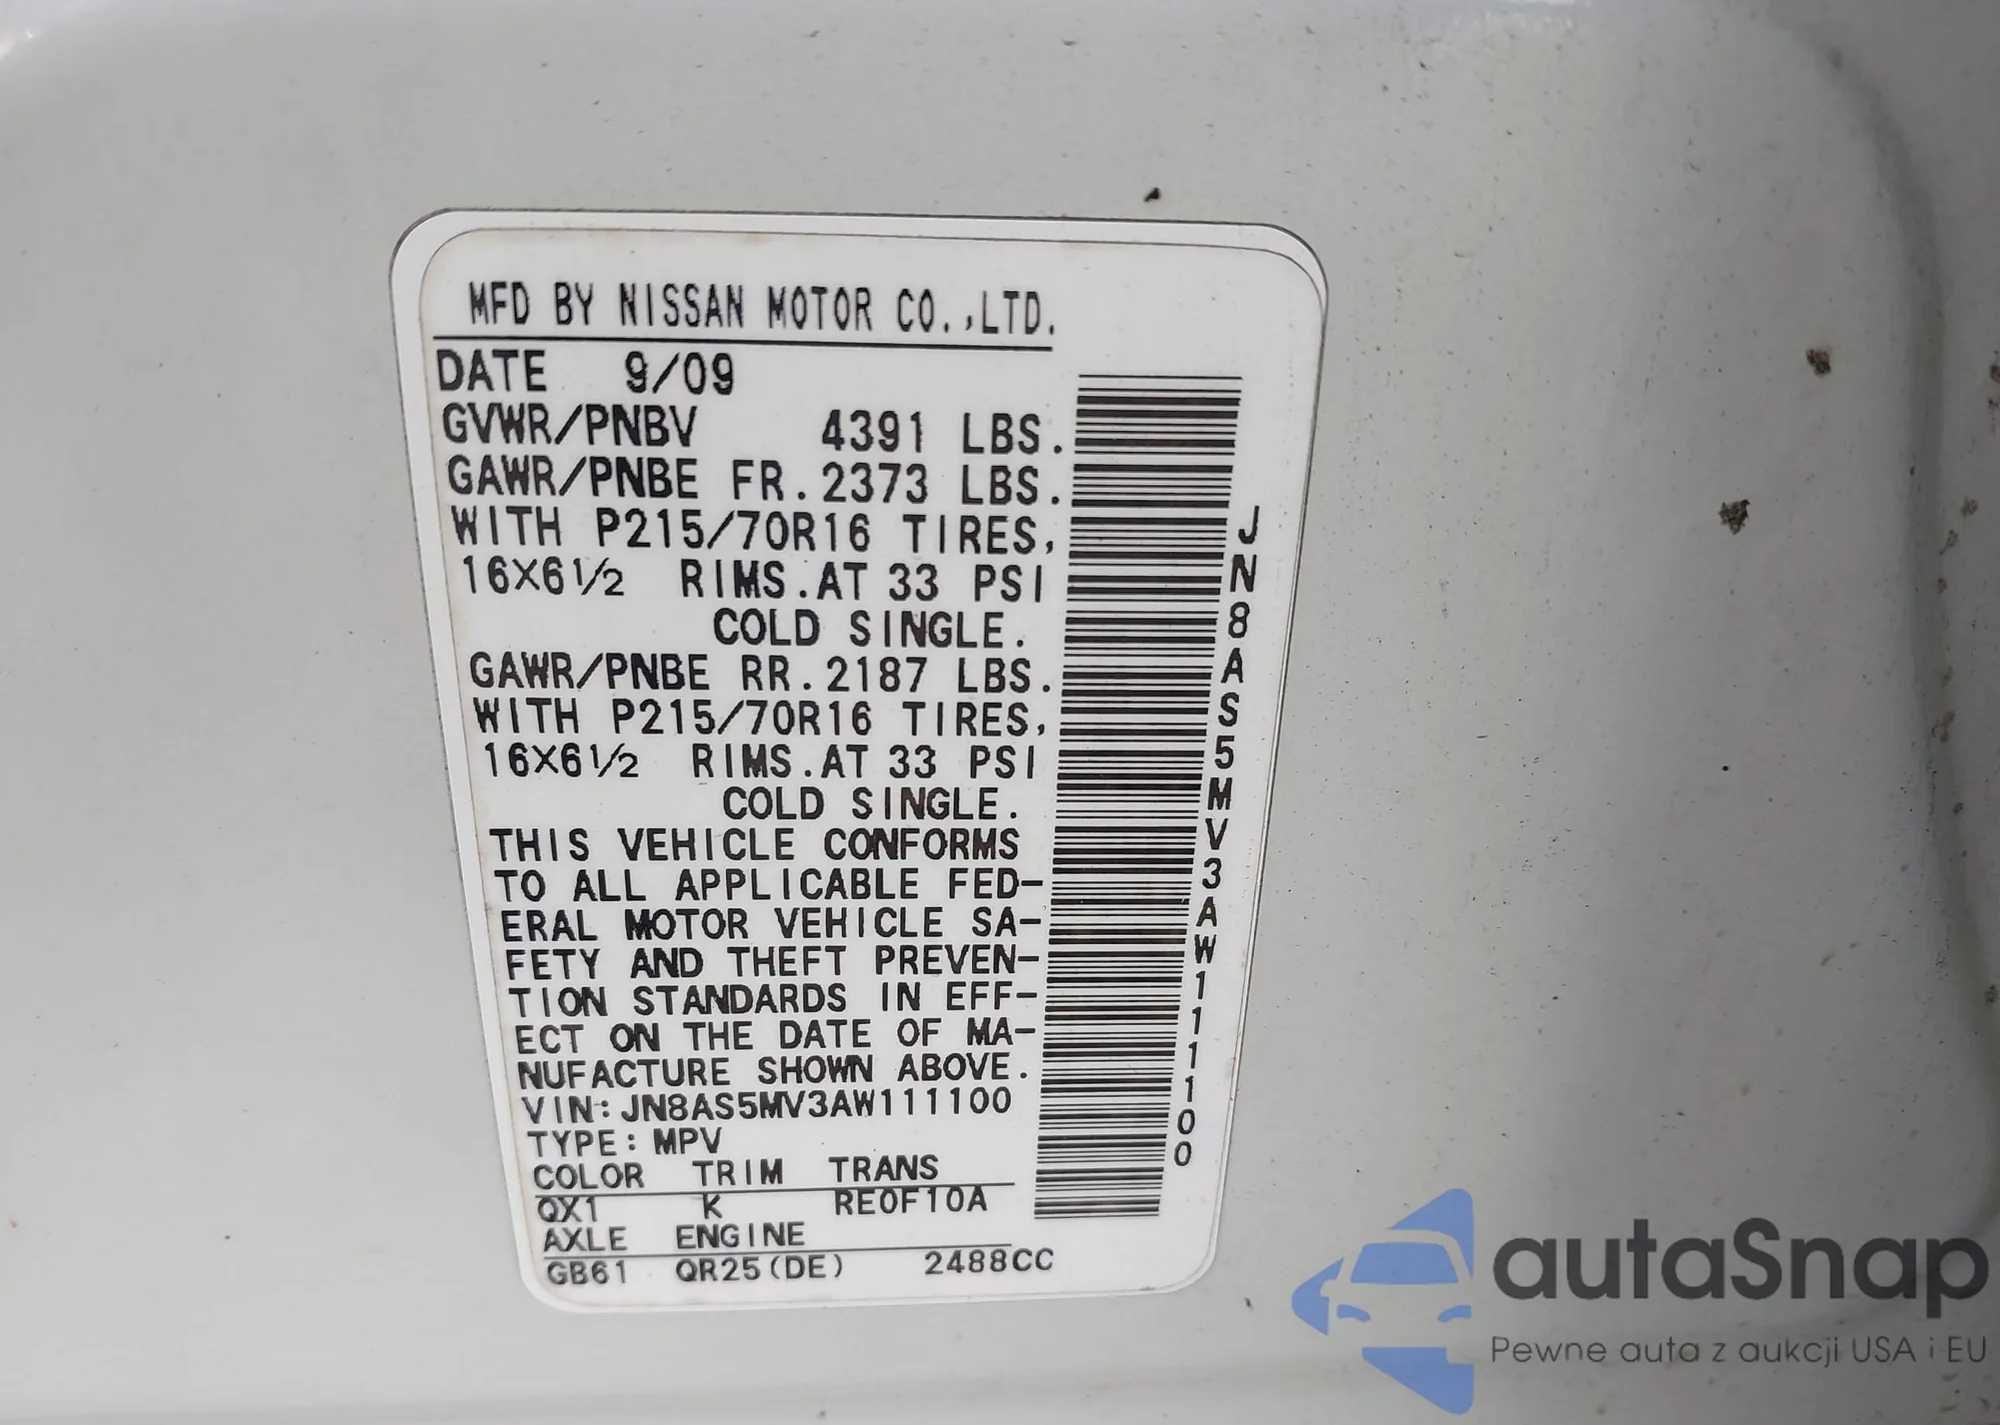 MFD BY NISSAN MOTOR CO.,LTD.
DATE 9/09
GVWR/PNBV 4391 LBS.
GAWR/PNBE FR.2373 LBS.
WITH P215/70R16 TIRES,
16X6½ RIMS.AT 33 PSI
COLD SINGLE.
GAWR/PNBE RR.2187 LBS.
WITH P215/70R16 TIRES,
16X6½ RIMS.AT 33 PSI
COLD SINGLE.
THIS VEHICLE CONFORMS
TO ALL APPLICABLE FED-
ERAL MOTOR VEHICLE SA-
FETY AND THEFT PREVEN-
TION STANDARDS IN EFF-
ECT ON THE DATE OF MA-
NUFACTURE SHOWN ABOVE.
VIN:JN8AS5MV3AW111100
TYPE:MPV
COLOR TRIM TRANS
QX1 K RE0F10A
AXLE ENGINE
GB61 QR25(DE) 2488CC
JN8AS5MV3AW111100
autaSnap
Pewne auta z aukcji USA i EU